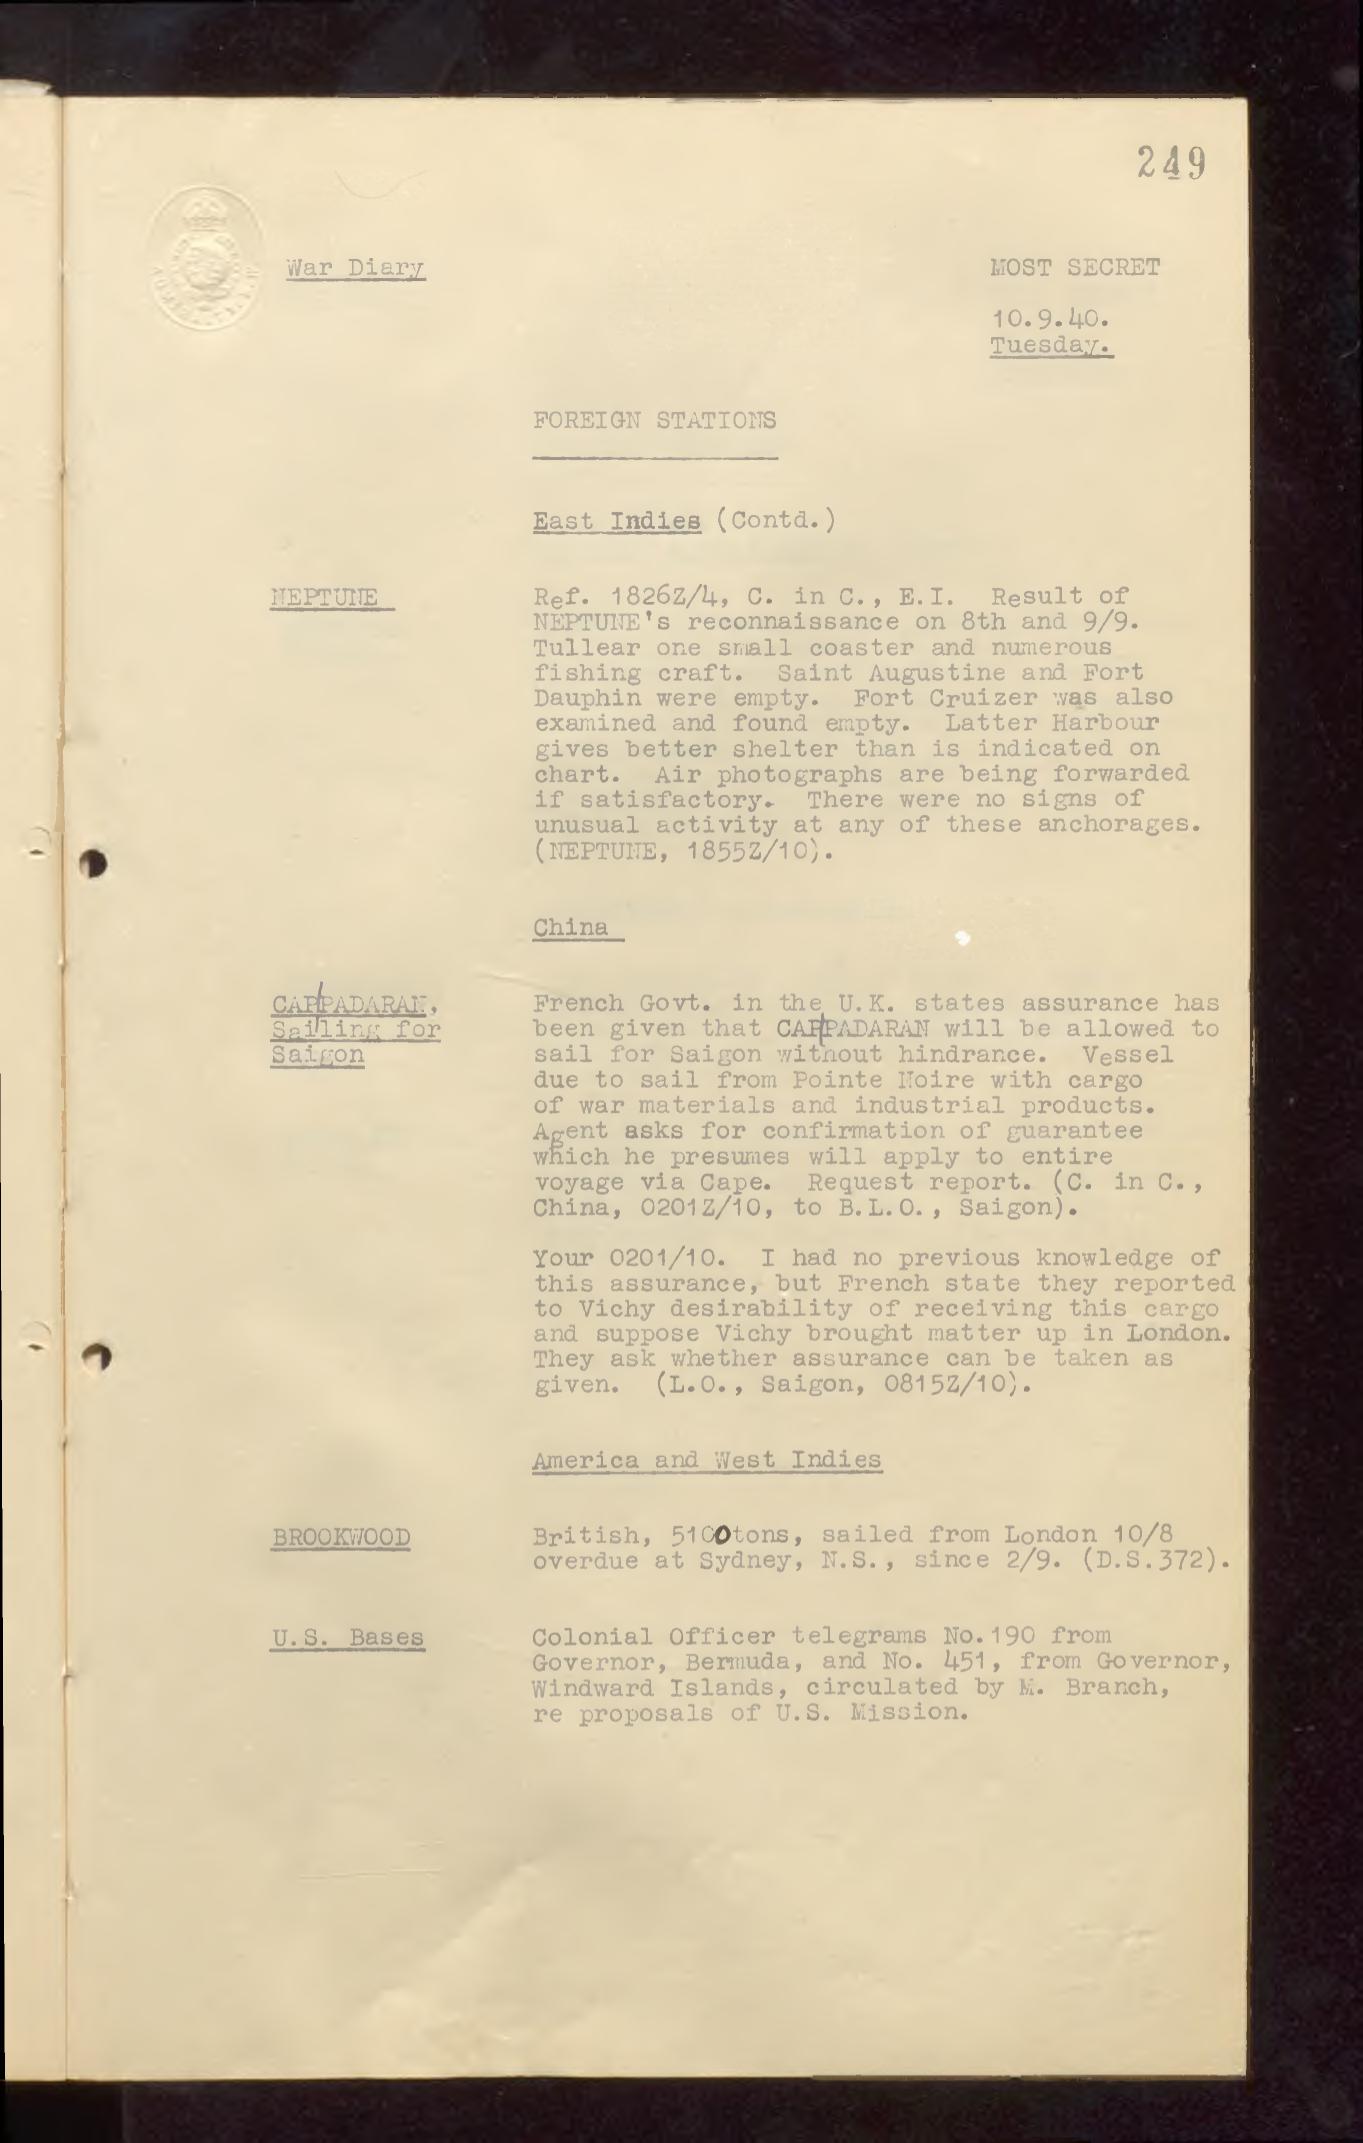 249
War Diary
MOST SECRET
10.9.40.
Tuesday.
FOREIGN STATIONS
East Indies (Contd.)
NEPTUNE
Ref. 1826Z/4, C. in C., E.I. Result of
NEPTUNE's reconnaissance on 8th and 9/9.
Tullear one small coaster and numerous
fishing craft. Saint Augustine and Fort
Dauphin were empty. Fort Cruizer was also
examined and found empty. Latter Harbour
gives better shelter than is indicated on
chart. Air photographs are being forwarded
if satisfactory. There were no signs of
unusual activity at any of these anchorages.
(NEPTUNE, 1855Z/10).
China
CAPPADARAN,
Sailing for
Saigon
French Govt. in the U.K. states assurance has
been given that CAPPADARAN will be allowed to
sail for Saigon without hindrance. Vessel
due to sail from Pointe Noire with cargo
of war materials and industrial products.
Agent asks for confirmation of guarantee
which he presumes will apply to entire
voyage via Cape. Request report. (C. in C.,
China, 0201Z/10, to B.L.O., Saigon).
Your 0201/10. I had no previous knowledge of
this assurance, but French state they reported
to Vichy desirability of receiving this cargo
and suppose Vichy brought matter up in London.
They ask whether assurance can be taken as
given. (L.O., Saigon, 0815Z/10).
America and West Indies
BROOKWOOD
British, 5100tons, sailed from London 10/8
overdue at Sydney, N.S., since 2/9. (D.S.372).
U.S. Bases
Colonial Officer telegrams No.190 from
Governor, Bermuda, and No. 451, from Governor,
Windward Islands, circulated by M. Branch,
re proposals of U.S. Mission.